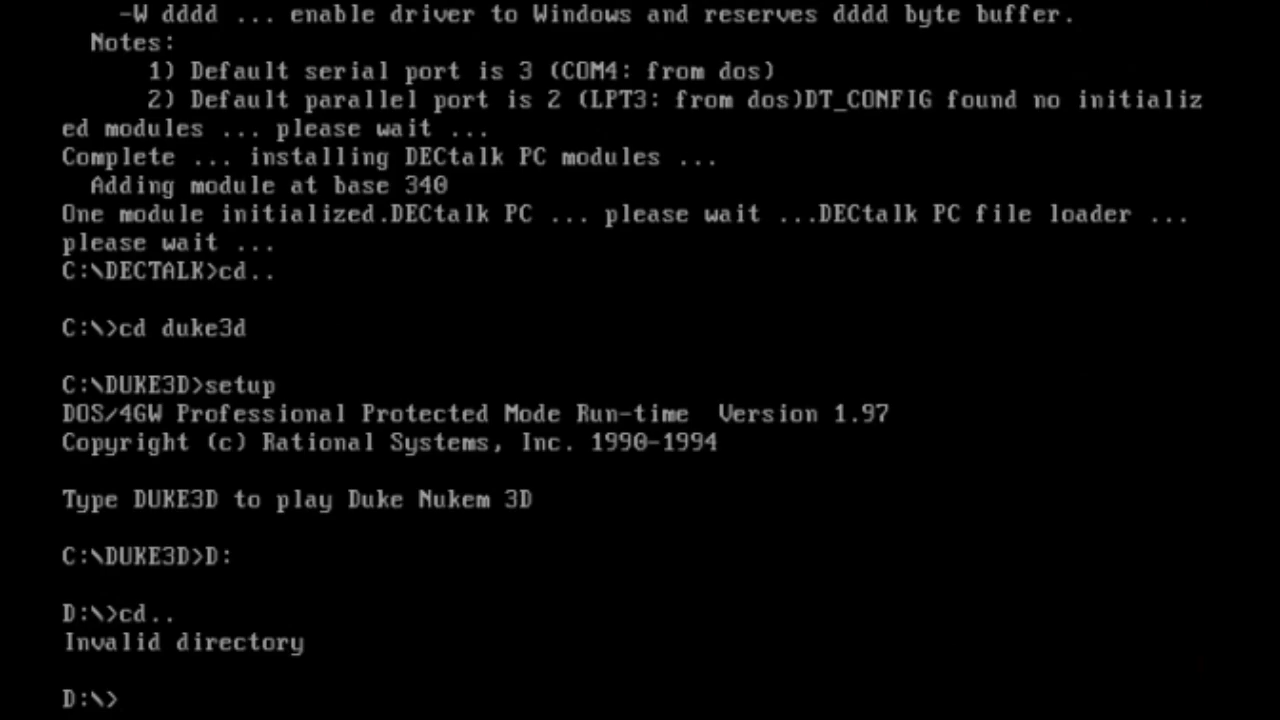 -W dddd ... enable driver to Windows and reserves dddd byte buffer.
Notes:
1) Default serial port is 3 (COM4: from dos)
2) Default parallel port is 2 (LPT3: from dos)DT_CONFIG found no initializ
ed modules ... please wait ...
Complete ... installing DECtalk PC modules ...
Adding module at base 340
One module initialized.DECtalk PC ... please wait ...DECtalk PC file loader ...
please wait ...
C:\DECTALK>cd..
C:\>cd duke3d
C:\DUKE3D>setup
DOS/4GW Professional Protected Mode Run-time  Version 1.97
Copyright (c) Rational Systems, Inc. 1990-1994
Type DUKE3D to play Duke Nukem 3D
C:\DUKE3D>D:
D:\>cd..
Invalid directory
D:\>